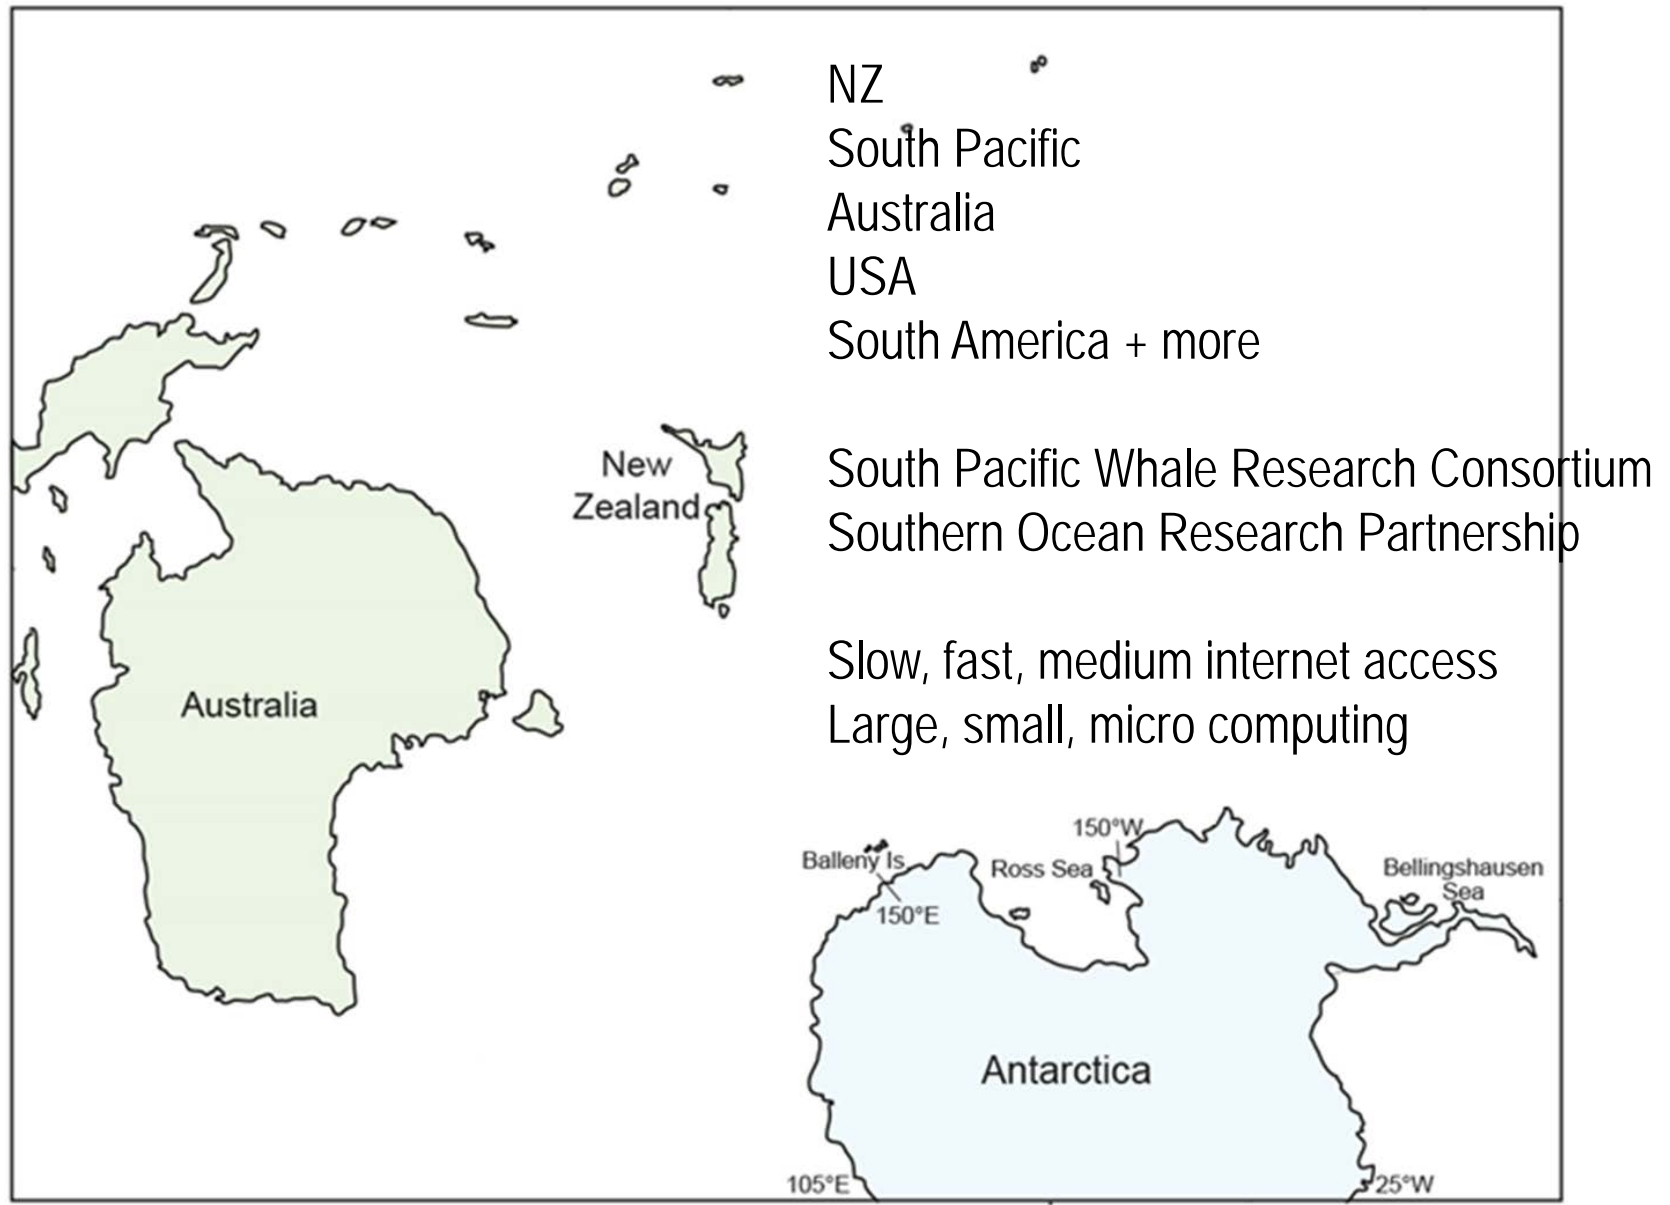 NZ
South Pacific
Australia
USA
South America + more
South Pacific Whale Research Consortium
Southern Ocean Research Partnership
Slow, fast, medium internet access
Large, small, micro computing
New
Zealand
Australia
150°W
Balleny Is.
Ross Sea
Bellingshausen
Sea
150°E
Antarctica
105°E
25°W